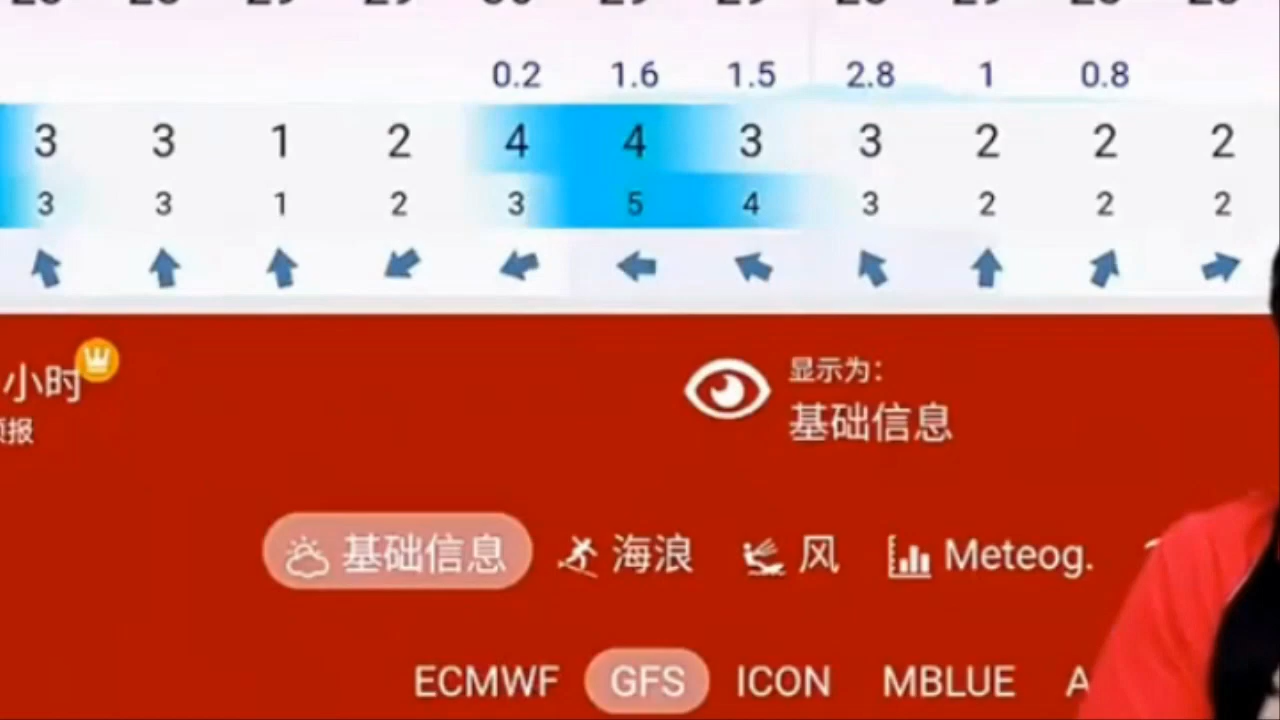 0.2 1.6 1.5 2.8 1 0.8
3 3 1 2 4 4 3 3 2 2 2
3 3 1 2 3 5 4 3 2 2 2
小时
显示为:
报
基础信息
基础信息 海浪 风 Meteog.
ECMWF GFS ICON MBLUE A